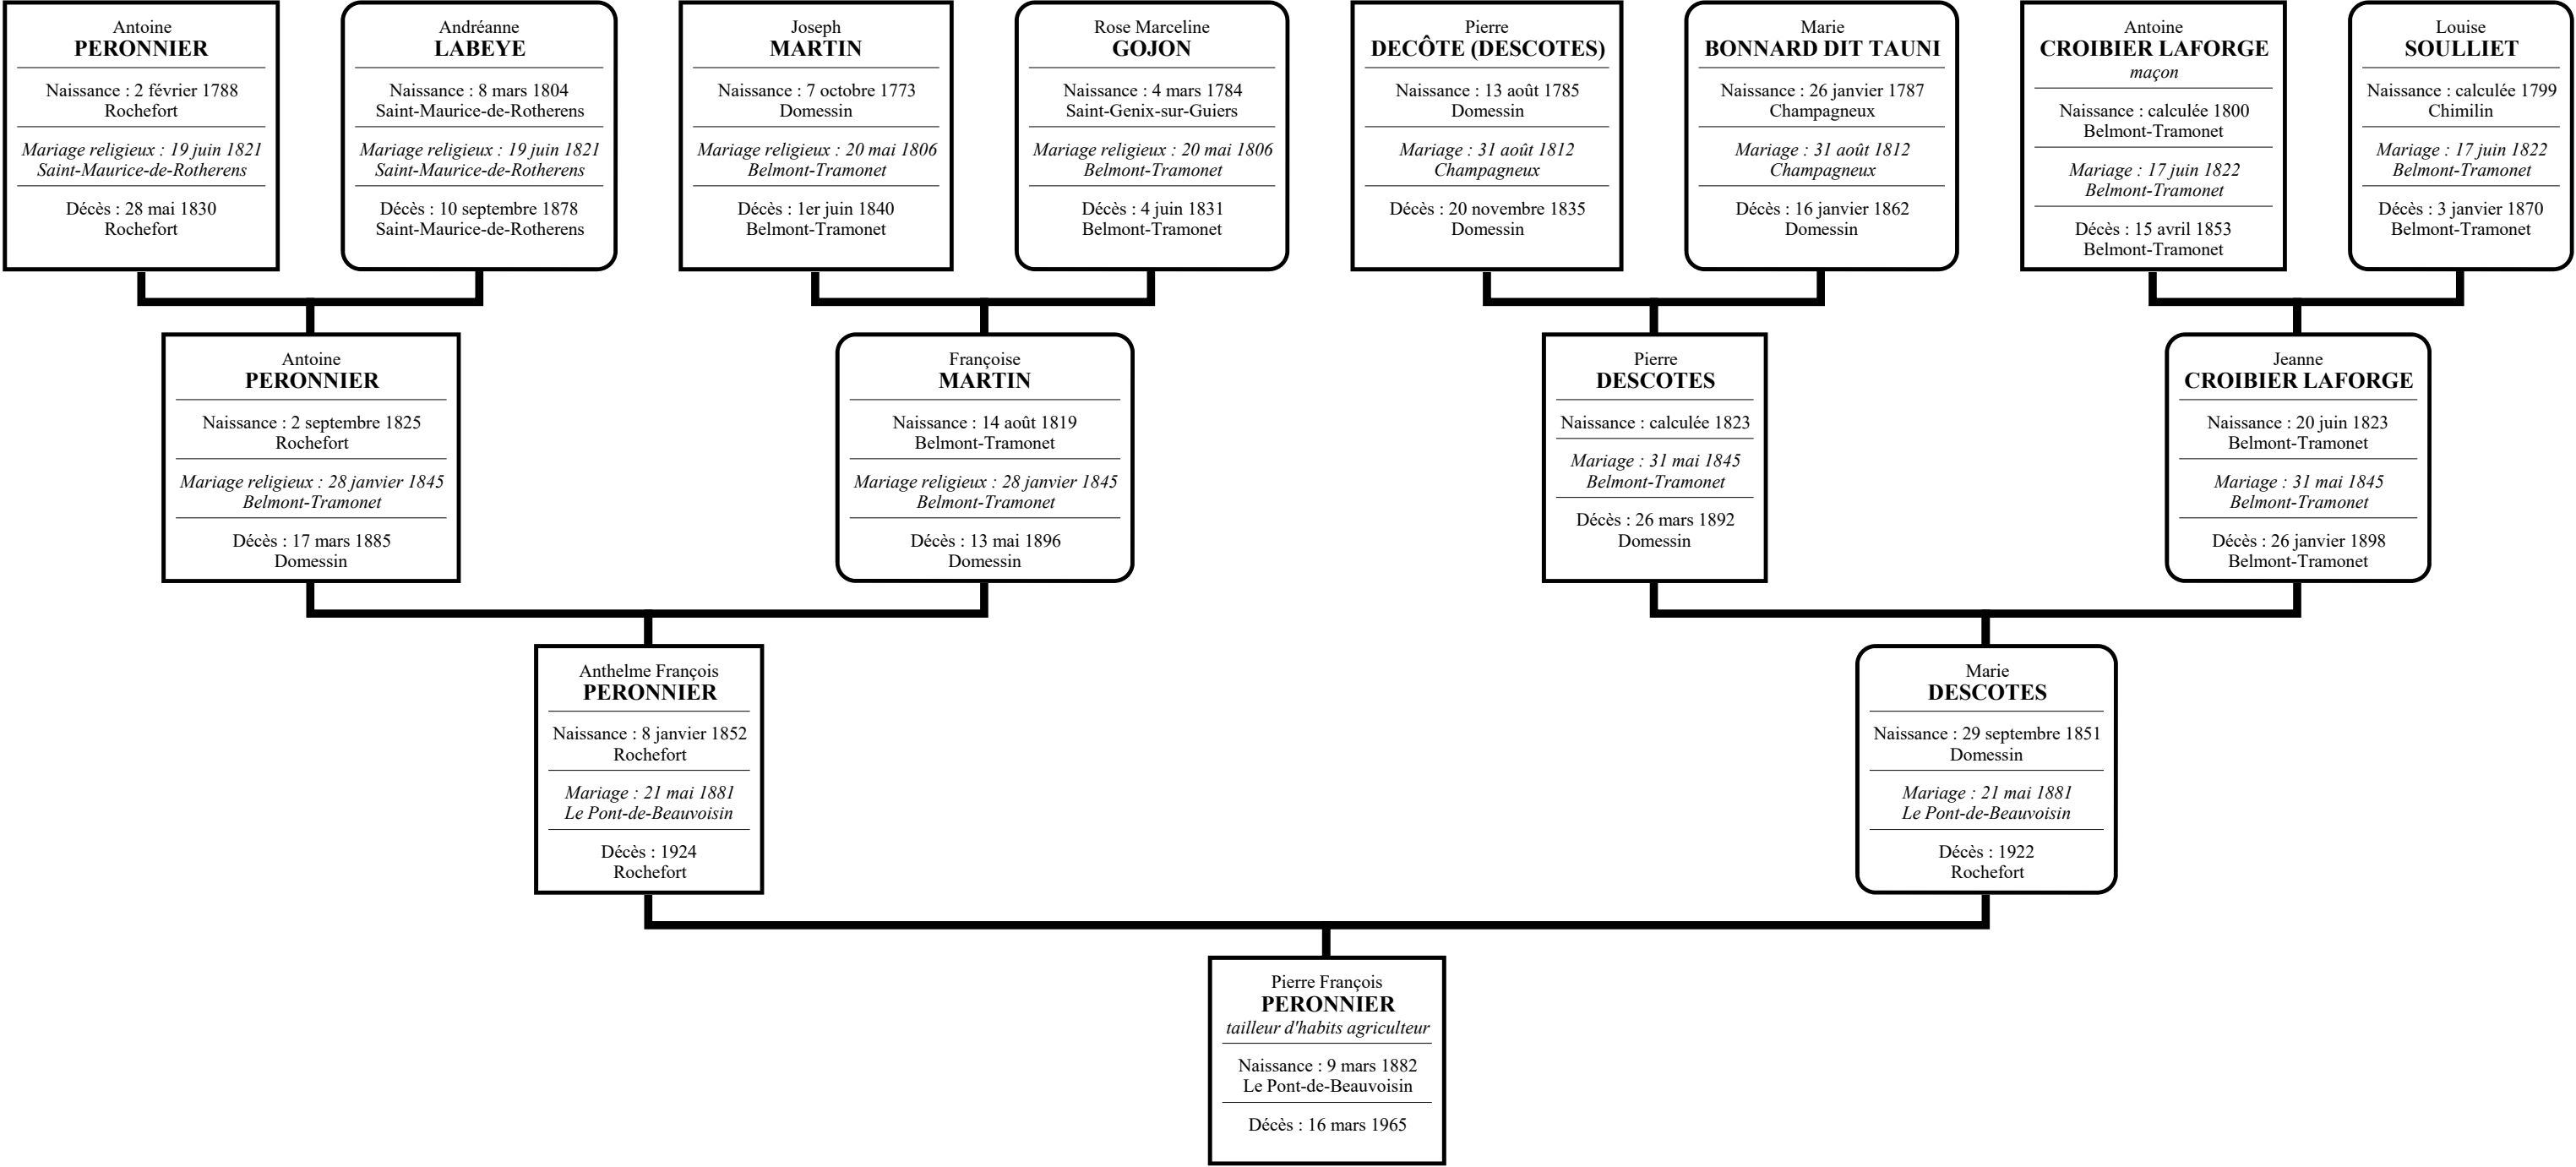 Antoine
PERONNIER
Naissance : 2 février 1788
Rochefort
Mariage religieux : 19 juin 1821
Saint-Maurice-de-Rotherens
Décès : 28 mai 1830
Rochefort
Andréanne
LABEYE
Naissance : 8 mars 1804
Saint-Maurice-de-Rotherens
Mariage religieux : 19 juin 1821
Saint-Maurice-de-Rotherens
Décès : 10 septembre 1878
Saint-Maurice-de-Rotherens
Joseph
MARTIN
Naissance : 7 octobre 1773
Domessin
Mariage religieux : 20 mai 1806
Belmont-Tramonet
Décès : 1er juin 1840
Belmont-Tramonet
Rose Marceline
GOJON
Naissance : 4 mars 1784
Saint-Genix-sur-Guiers
Mariage religieux : 20 mai 1806
Belmont-Tramonet
Décès : 4 juin 1831
Belmont-Tramonet
Pierre
DECÔTE (DESCOTES)
Naissance : 13 août 1785
Domessin
Mariage : 31 août 1812
Champagneux
Décès : 20 novembre 1835
Domessin
Marie
BONNARD DIT TAUNI
Naissance : 26 janvier 1787
Champagneux
Mariage : 31 août 1812
Champagneux
Décès : 16 janvier 1862
Domessin
Antoine
CROIBIER LAFORGE
maçon
Naissance : calculée 1800
Belmont-Tramonet
Mariage : 17 juin 1822
Belmont-Tramonet
Décès : 15 avril 1853
Belmont-Tramonet
Louise
SOULLIET
Naissance : calculée 1799
Chimilin
Mariage : 17 juin 1822
Belmont-Tramonet
Décès : 3 janvier 1870
Belmont-Tramonet
Antoine
PERONNIER
Naissance : 2 septembre 1825
Rochefort
Mariage religieux : 28 janvier 1845
Belmont-Tramonet
Décès : 17 mars 1885
Domessin
Françoise
MARTIN
Naissance : 14 août 1819
Belmont-Tramonet
Mariage religieux : 28 janvier 1845
Belmont-Tramonet
Décès : 13 mai 1896
Domessin
Pierre
DESCOTES
Naissance : calculée 1823
Mariage : 31 mai 1845
Belmont-Tramonet
Décès : 26 mars 1892
Domessin
Jeanne
CROIBIER LAFORGE
Naissance : 20 juin 1823
Belmont-Tramonet
Mariage : 31 mai 1845
Belmont-Tramonet
Décès : 26 janvier 1898
Belmont-Tramonet
Anthelme François
PERONNIER
Naissance : 8 janvier 1852
Rochefort
Mariage : 21 mai 1881
Le Pont-de-Beauvoisin
Décès : 1924
Rochefort
Marie
DESCOTES
Naissance : 29 septembre 1851
Domessin
Mariage : 21 mai 1881
Le Pont-de-Beauvoisin
Décès : 1922
Rochefort
Pierre François
PERONNIER
tailleur d'habits agriculteur
Naissance : 9 mars 1882
Le Pont-de-Beauvoisin
Décès : 16 mars 1965